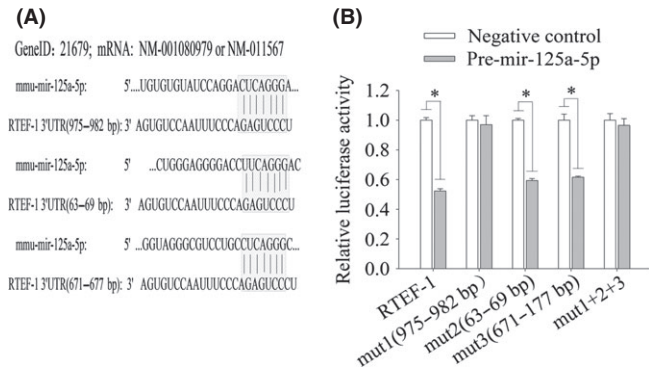 (A)
GeneID: 21679; mRNA: NM-001080979 or NM-011567
mmu-mir-125a-5p: 5'....UGUGUGUAUCCAGGACUCAGGGA...
RTEF-1 3'UTR(975–982 bp): 3' AGUGUCCAAUUUCCCAGAGUCCCU
mmu-mir-125a-5p: 5' ...CUGGGAGGGGACCUUCAGGGAC
RTEF-1 3'UTR(63–69 bp): 3' AGUGUCCAAUUUCCCAGAGUCCCU
mmu-mir-125a-5p: 5' ...GGUAGGGCGUCCUGCCUCAGGGC...
RTEF-1 3'UTR(671–677 bp): 3' AGUGUCCAAUUUCCCAGAGUCCCU
(B)
Negative control
Pre-mir-125a-5p
Relative luciferase activity
1.2
1.0
0.8
0.6
0.4
0.2
0.0
*
*
*
RTEF-1
mut1(975–982 bp)
mut2(63–69 bp)
mut3(671–177 bp)
mut1+2+3